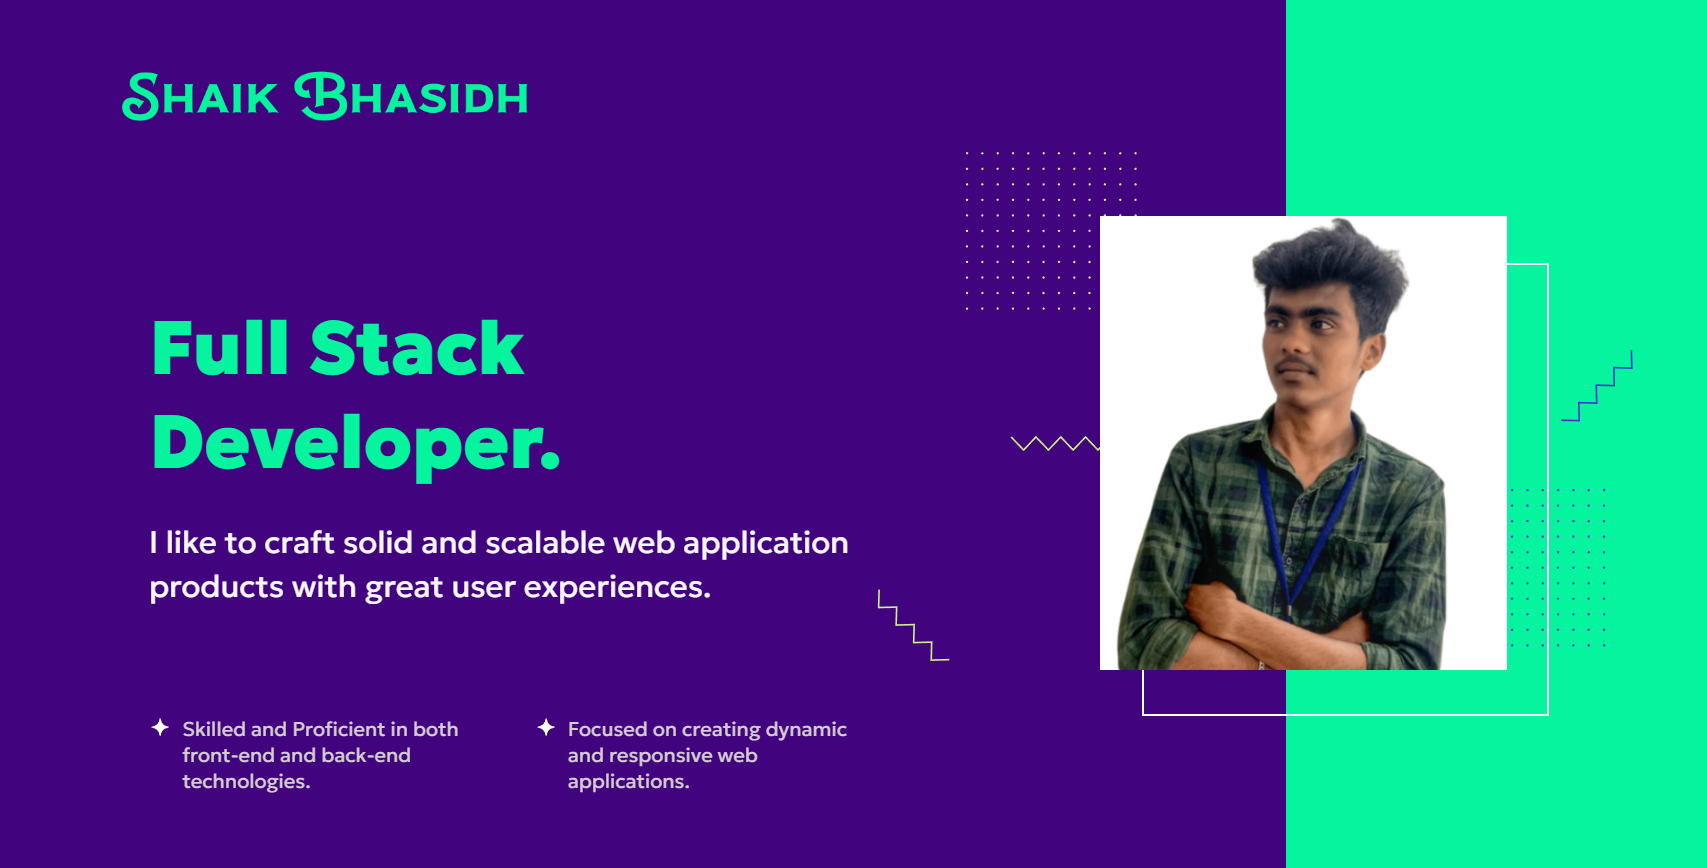 Shaik Bhasidh
Full Stack
Developer.
I like to craft solid and scalable web application
products with great user experiences.
Skilled and Proficient in both
front-end and back-end
technologies.
Focused on creating dynamic
and responsive web
applications.